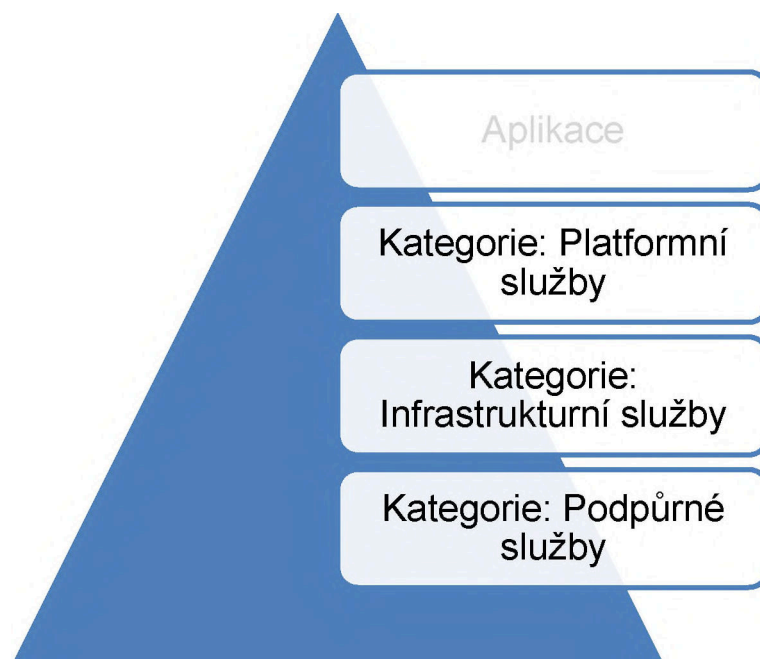 Aplikace
Kategorie: Platformní
služby
Kategorie:
Infrastrukturní služby
Kategorie: Podpůrné
služby